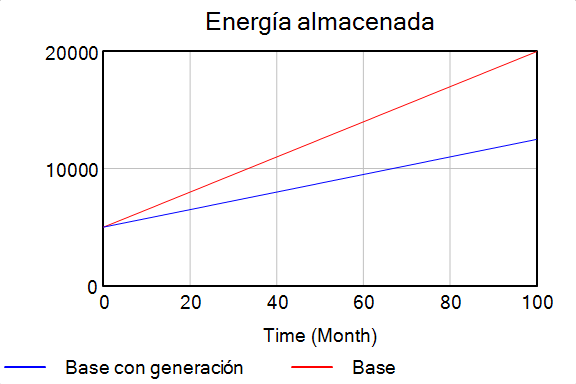 Energía almacenada
20000
10000
0
0 20 40 60 80 100
Time (Month)
Base con generación Base